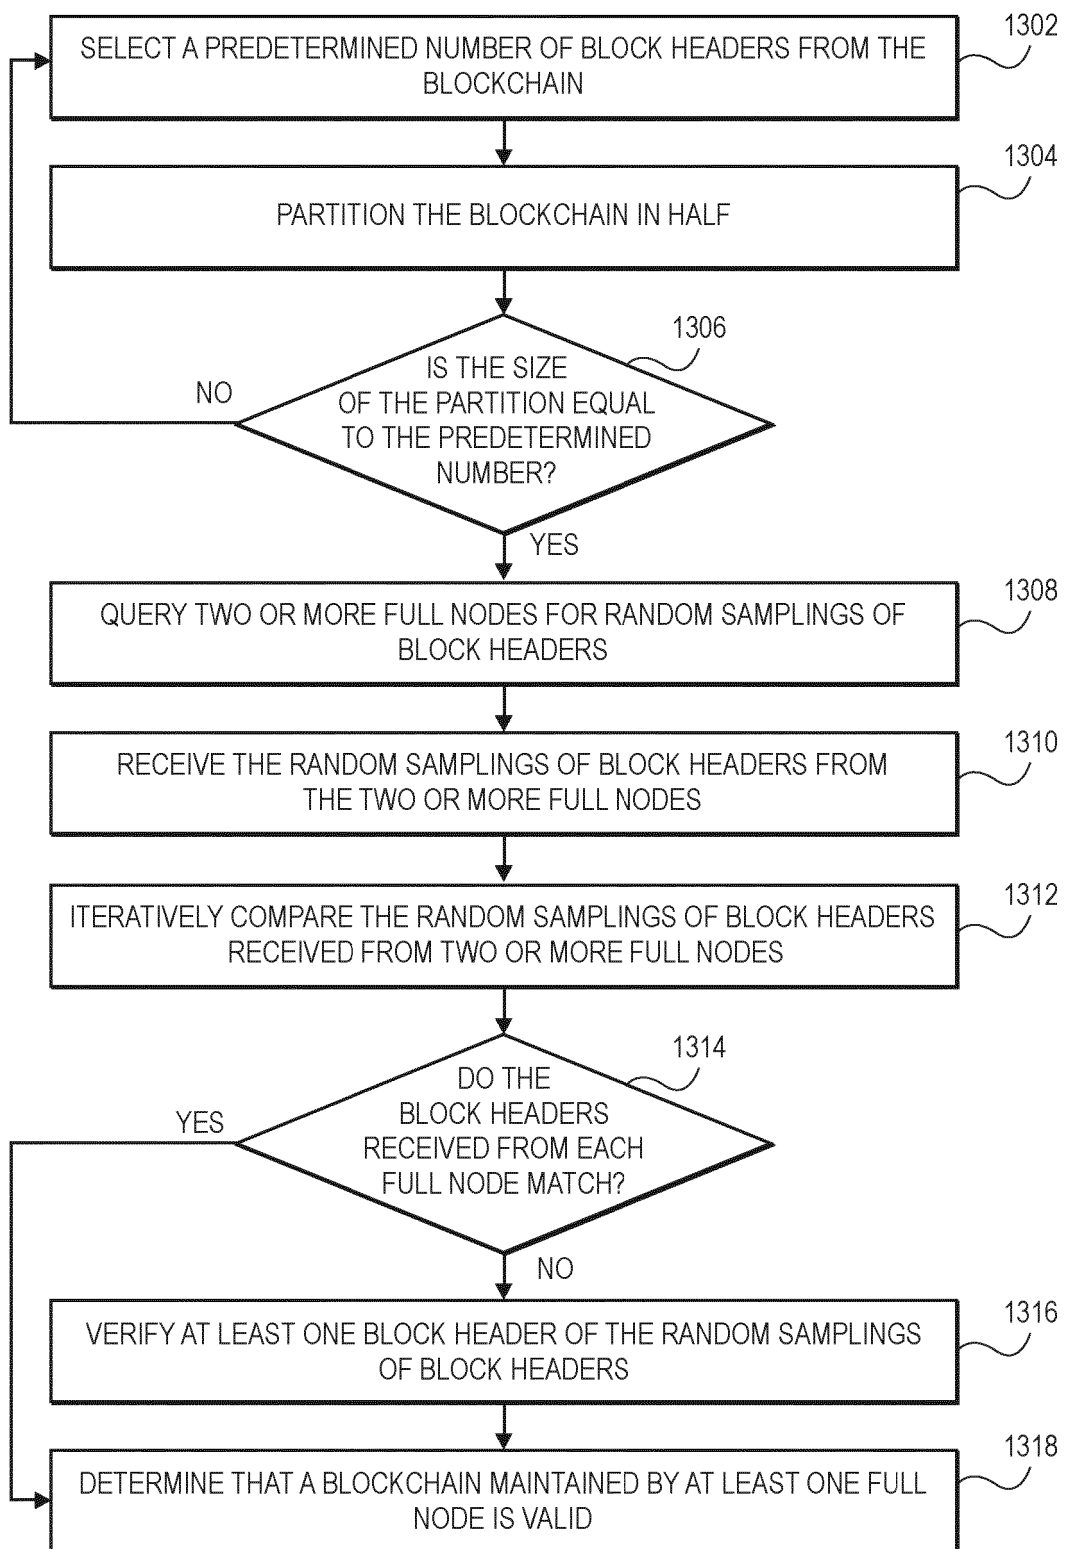 1302
SELECT A PREDETERMINED NUMBER OF BLOCK HEADERS FROM THE
BLOCKCHAIN
1304
PARTITION THE BLOCKCHAIN IN HALF
1306
IS THE SIZE
OF THE PARTITION EQUAL
TO THE PREDETERMINED
NUMBER?
NO
YES
1308
QUERY TWO OR MORE FULL NODES FOR RANDOM SAMPLINGS OF
BLOCK HEADERS
1310
RECEIVE THE RANDOM SAMPLINGS OF BLOCK HEADERS FROM
THE TWO OR MORE FULL NODES
1312
ITERATIVELY COMPARE THE RANDOM SAMPLINGS OF BLOCK HEADERS
RECEIVED FROM TWO OR MORE FULL NODES
1314
DO THE
BLOCK HEADERS
RECEIVED FROM EACH
FULL NODE MATCH?
YES
NO
1316
VERIFY AT LEAST ONE BLOCK HEADER OF THE RANDOM SAMPLINGS
OF BLOCK HEADERS
1318
DETERMINE THAT A BLOCKCHAIN MAINTAINED BY AT LEAST ONE FULL
NODE IS VALID